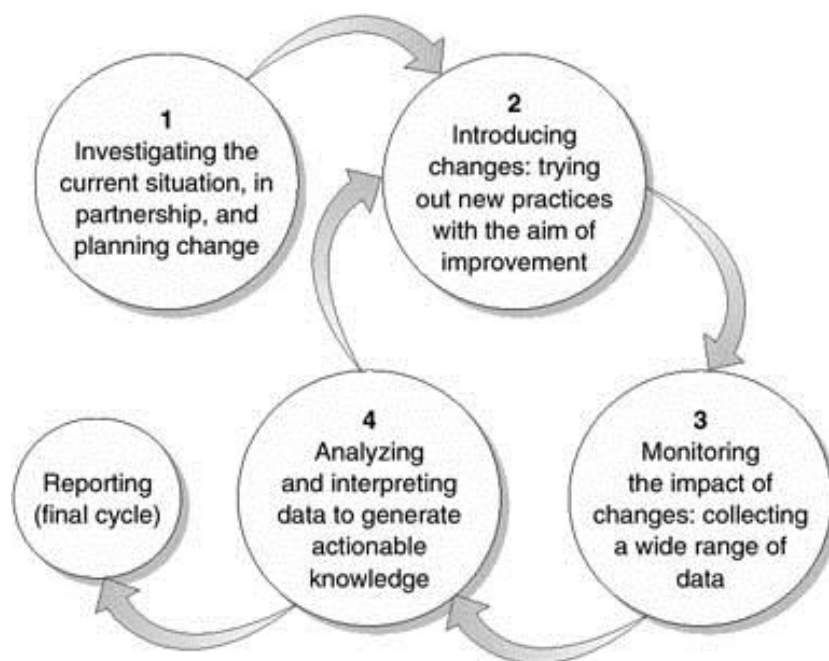 1
Investigating the
current situation, in
partnership, and
planning change
2
Introducing
changes: trying
out new practices
with the aim of
improvement
3
Monitoring
the impact of
changes: collecting
a wide range of
data
4
Analyzing
and interpreting
data to generate
actionable
knowledge
Reporting
(final cycle)